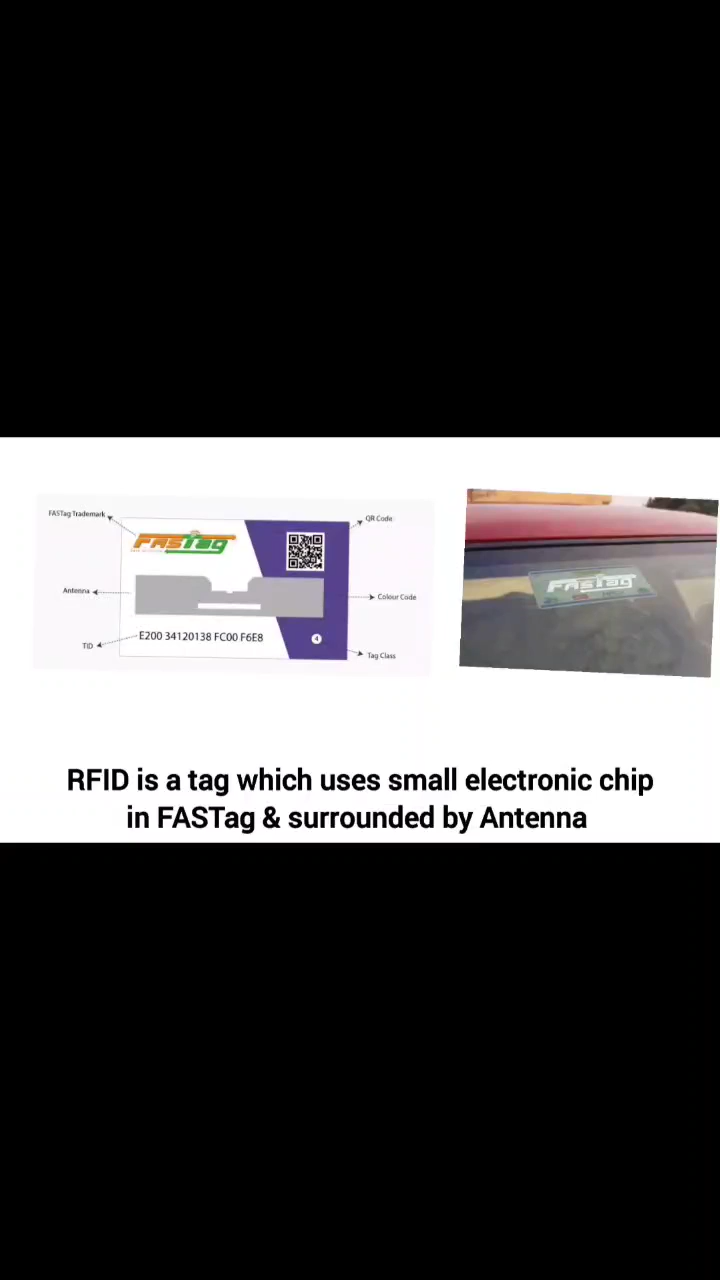 FASTag Trademark
QR Code
FASTag
Antenna
Colour Code
E200 34120138 FC00 F6E8
4
TID
Tag Class
FASTag
RFID is a tag which uses small electronic chip
in FASTag & surrounded by Antenna